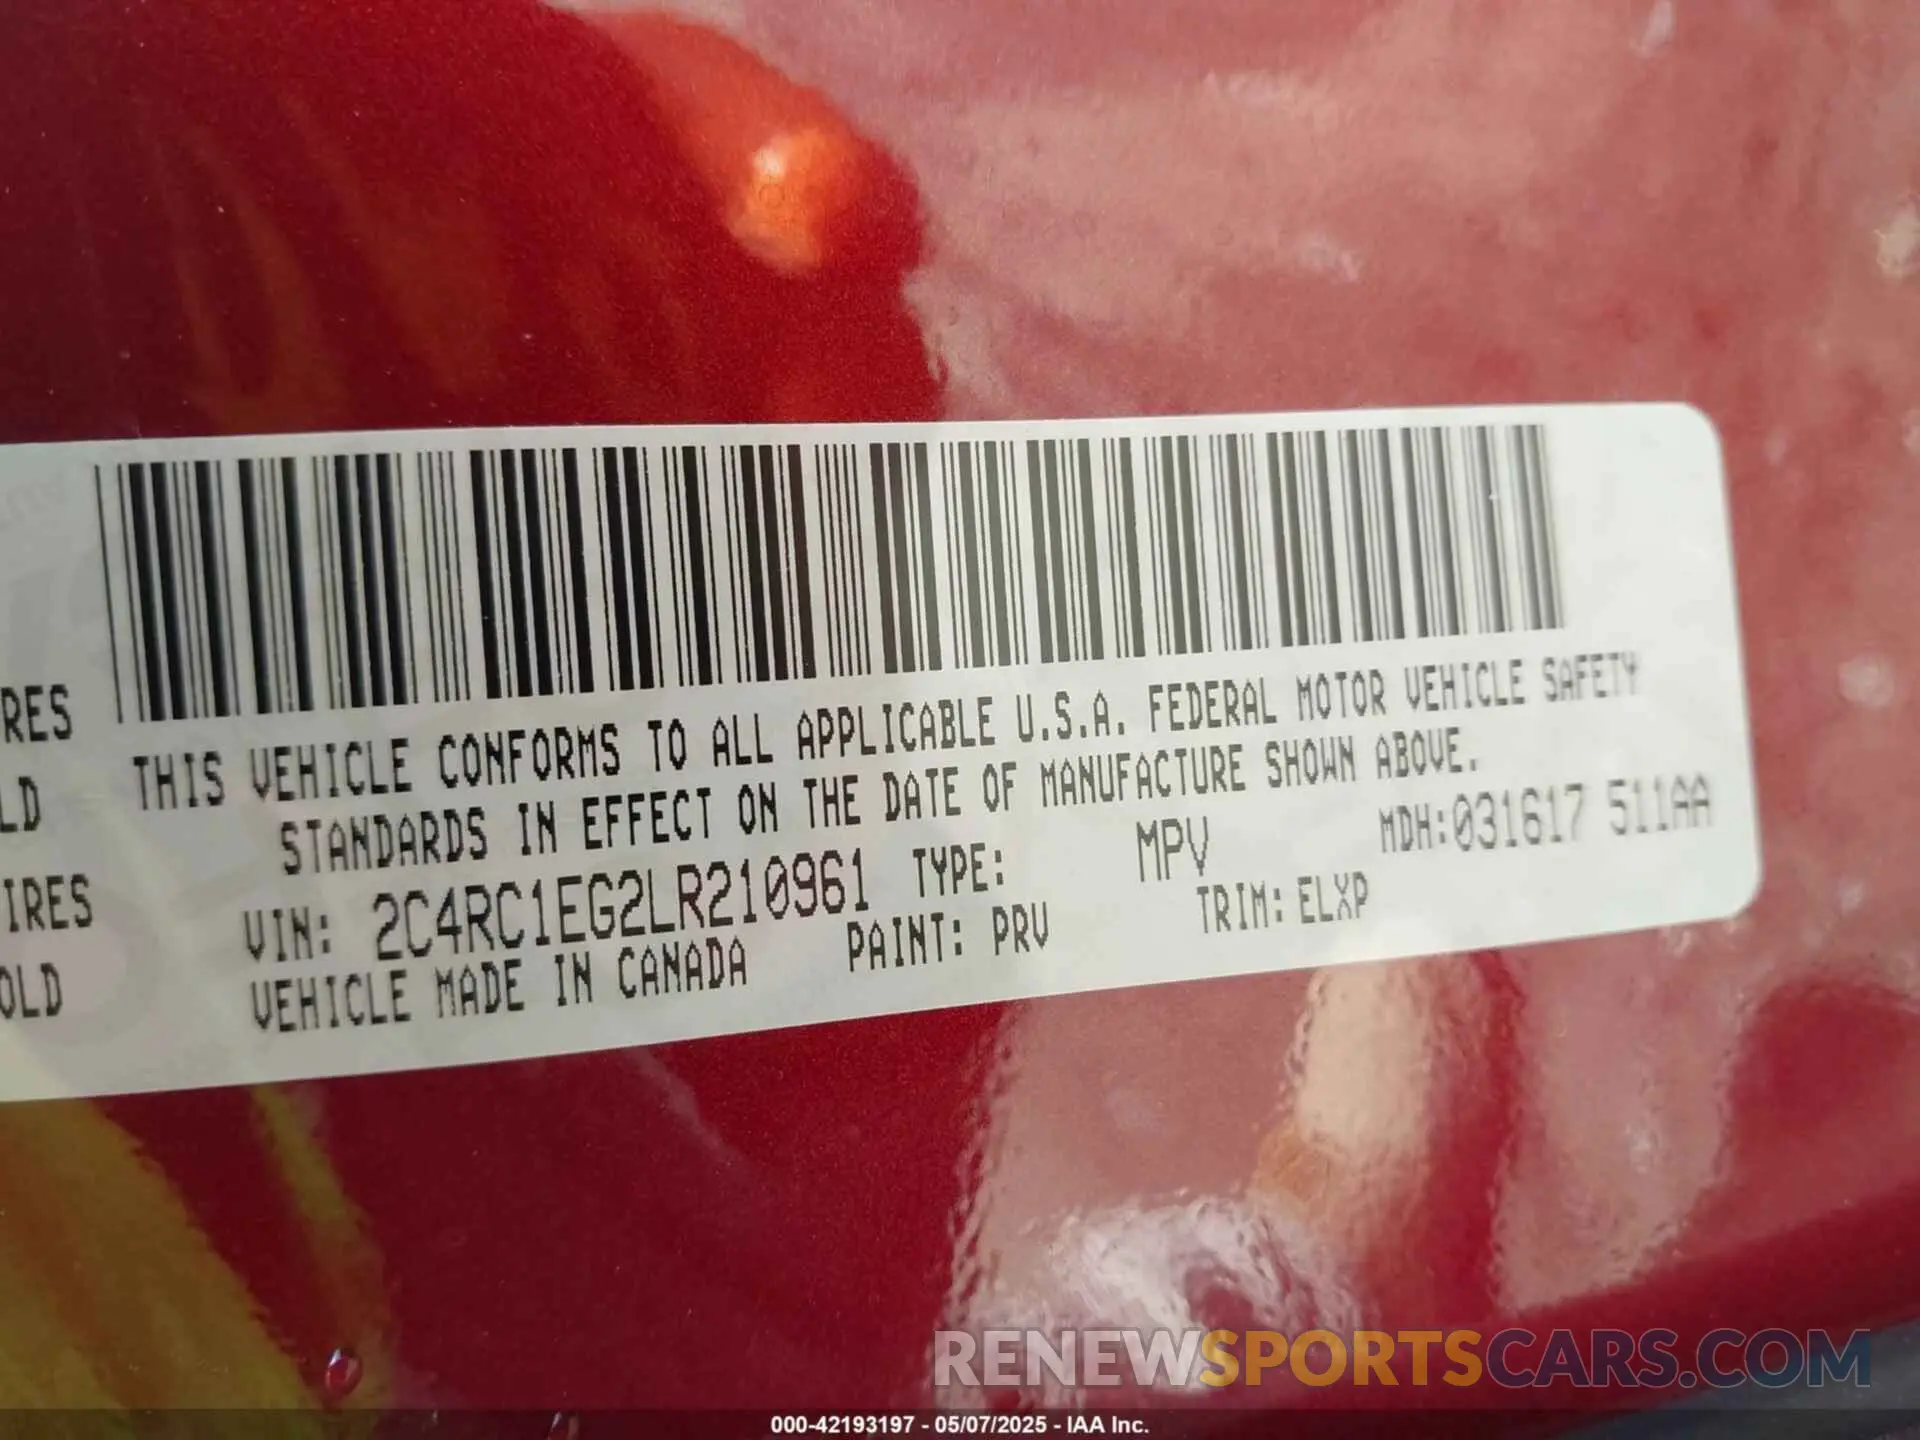 RES
LD
IRES
OLD
THIS VEHICLE CONFORMS TO ALL APPLICABLE U.S.A. FEDERAL MOTOR VEHICLE SAFETY
STANDARDS IN EFFECT ON THE DATE OF MANUFACTURE SHOWN ABOVE.
VIN: 2C4RC1EG2LR210961 TYPE: MPV MDH:031617 511AA
VEHICLE MADE IN CANADA PAINT: PRV TRIM: ELXP
RENEWSPORTSCARS.COM
000-42193197 - 05/07/2025 - IAA Inc.